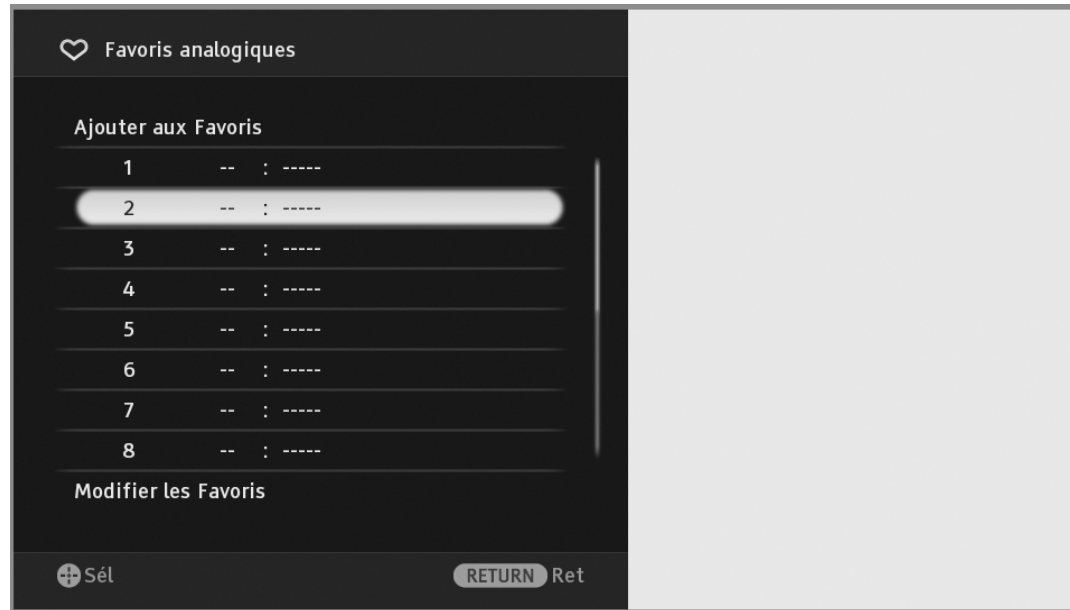 Favoris analogiques
Ajouter aux Favoris
1 -- : -----
2 -- : -----
3 -- : -----
4 -- : -----
5 -- : -----
6 -- : -----
7 -- : -----
8 -- : -----
Modifier les Favoris
Sél RETURN Ret